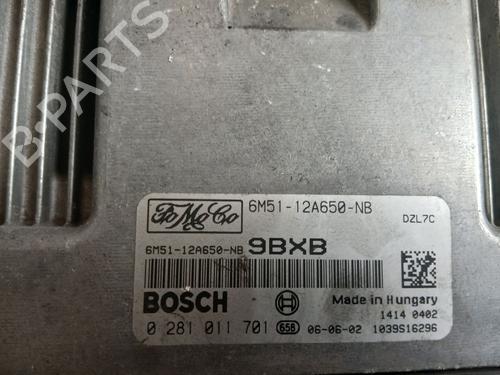 B-PARTS
FoMoCo 6M51-12A650-NB
DZL7C
6M51-12A650-NB 9BXB
BOSCH Made in Hungary
1414 0402
0 281 011 701 658 06-06-02 1039S16296